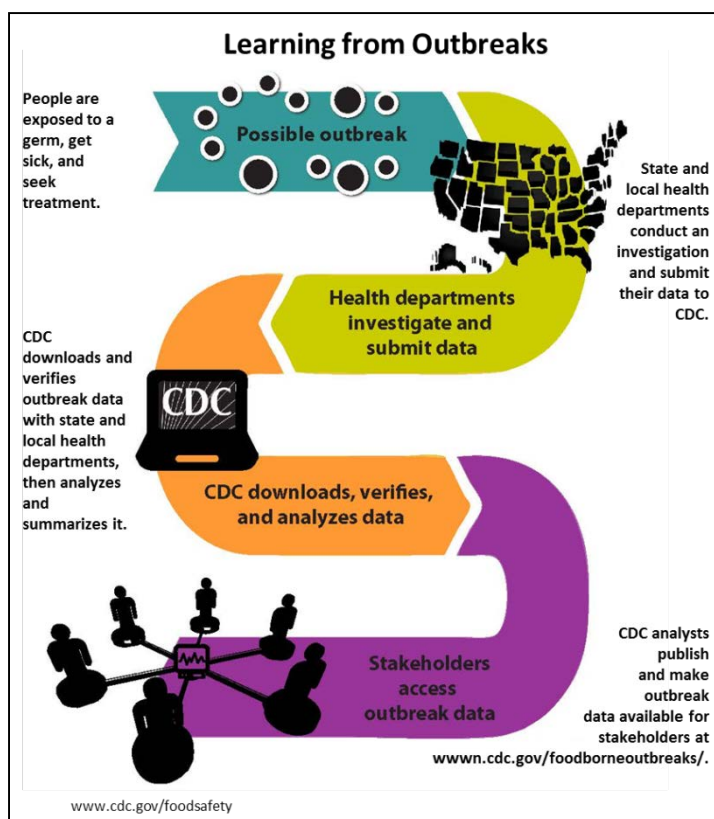 Learning from Outbreaks
People are
exposed to a
germ, get
sick, and
seek
treatment.
Possible outbreak
State and
local health
departments
conduct an
investigation
and submit
their data to
CDC.
Health departments
investigate and
submit data
CDC
downloads and
verifies
outbreak data
with state and
local health
departments,
then analyzes
and
summarizes it.
CDC
CDC downloads, verifies,
and analyzes data
Stakeholders
access
outbreak data
CDC analysts
publish
and make
outbreak
data available for
stakeholders at
wwwn.cdc.gov/foodborneoutbreaks/.
www.cdc.gov/foodsafety